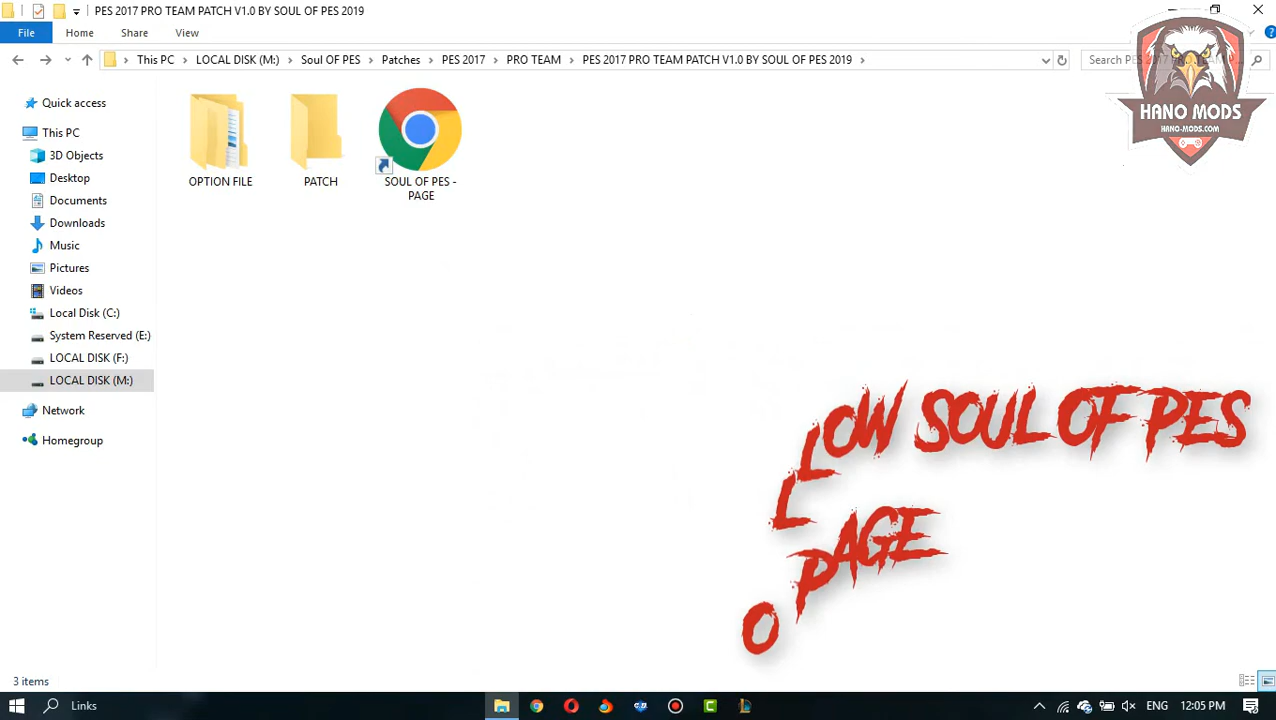 PES 2017 PRO TEAM PATCH V1.0 BY SOUL OF PES 2019
File Home Share View
This PC LOCAL DISK (M:) Soul OF PES Patches PES 2017 PRO TEAM PES 2017 PRO TEAM PATCH V1.0 BY SOUL OF PES 2019
Search PES
HANO MODS
HANO-MODS.COM
Quick access
This PC
3D Objects
Desktop
Documents
Downloads
Music
Pictures
Videos
Local Disk (C:)
System Reserved (E:)
LOCAL DISK (F:)
LOCAL DISK (M:)
Network
Homegroup
OPTION FILE
PATCH
SOUL OF PES -
PAGE
LLOW SOUL OF PES
PAGE
O
3 items
Links
ENG 12:05 PM